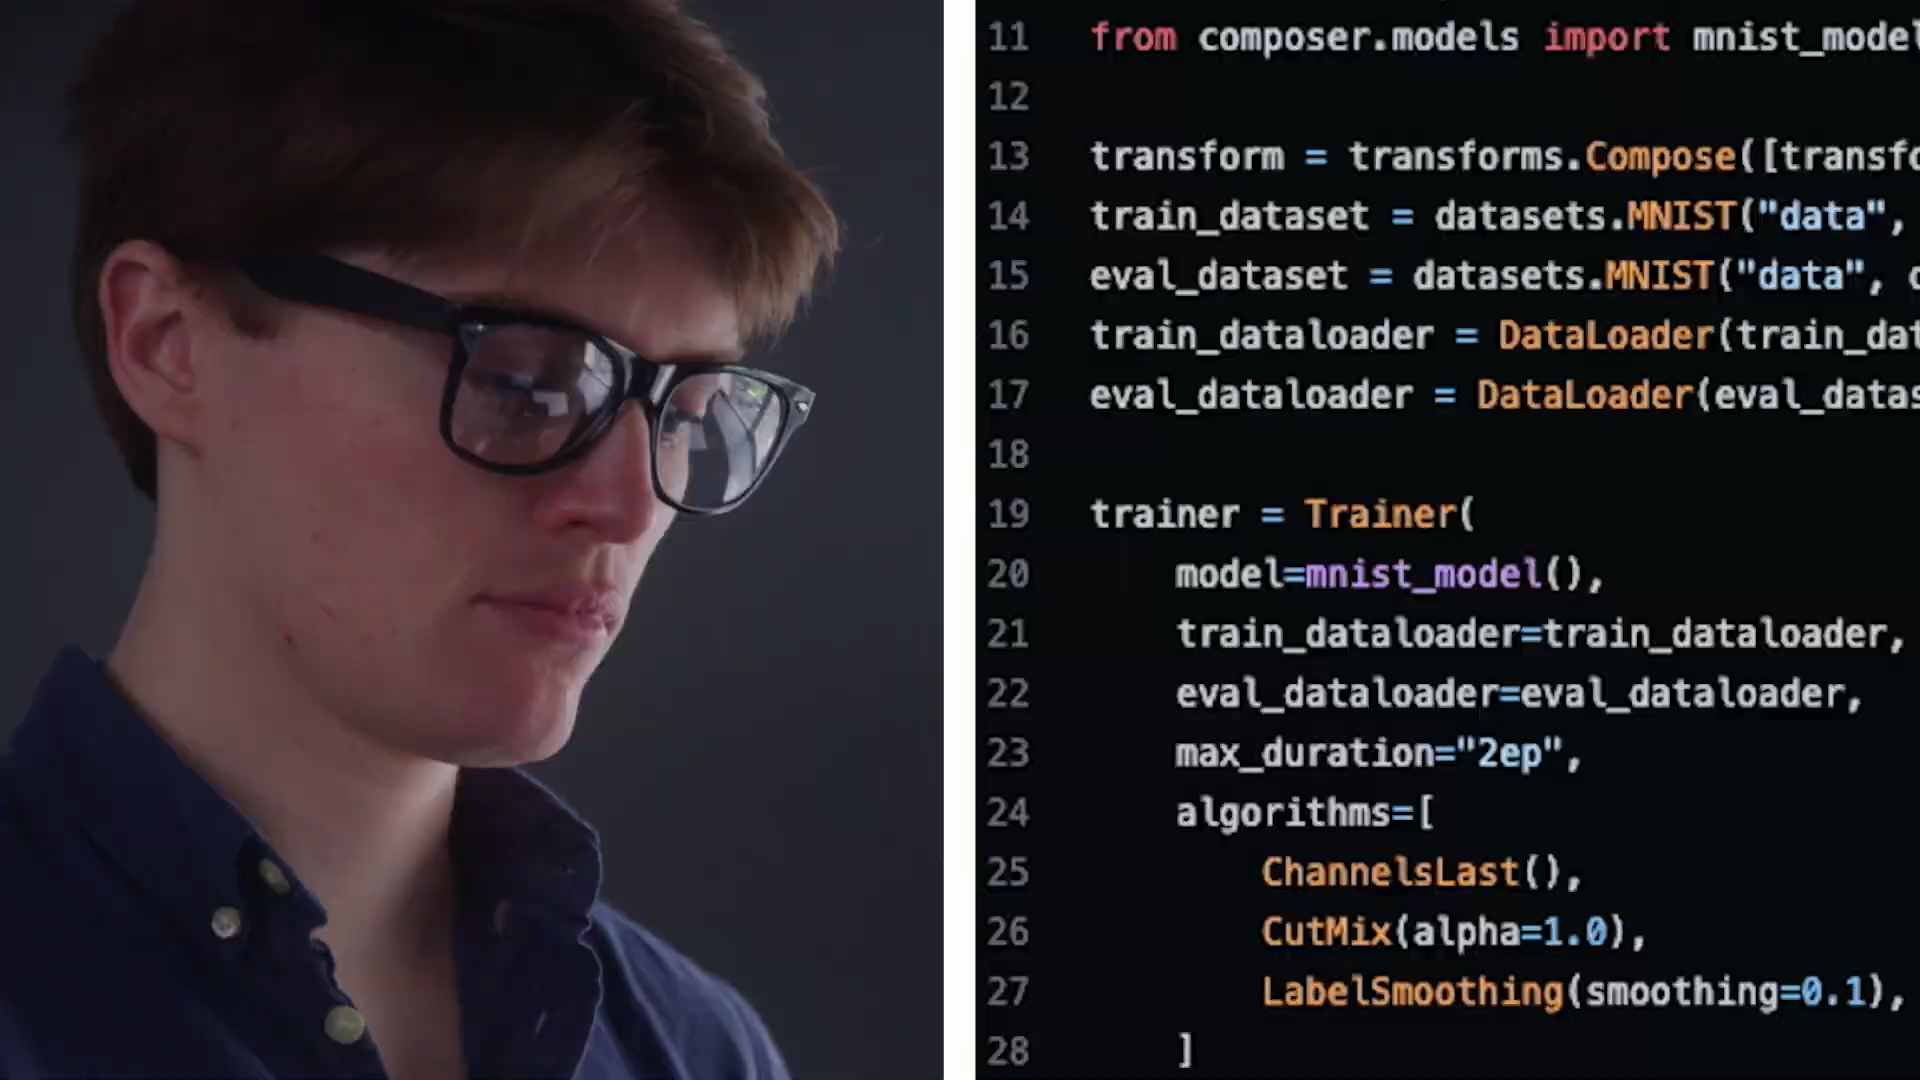 11 from composer.models import mnist_model
12
13 transform = transforms.Compose([transfo
14 train_dataset = datasets.MNIST("data",
15 eval_dataset = datasets.MNIST("data",
16 train_dataloader = DataLoader(train_dat
17 eval_dataloader = DataLoader(eval_datas
18
19 trainer = Trainer(
20 model=mnist_model(),
21 train_dataloader=train_dataloader,
22 eval_dataloader=eval_dataloader,
23 max_duration="2ep",
24 algorithms=[
25 ChannelsLast(),
26 CutMix(alpha=1.0),
27 LabelSmoothing(smoothing=0.1),
28 ]